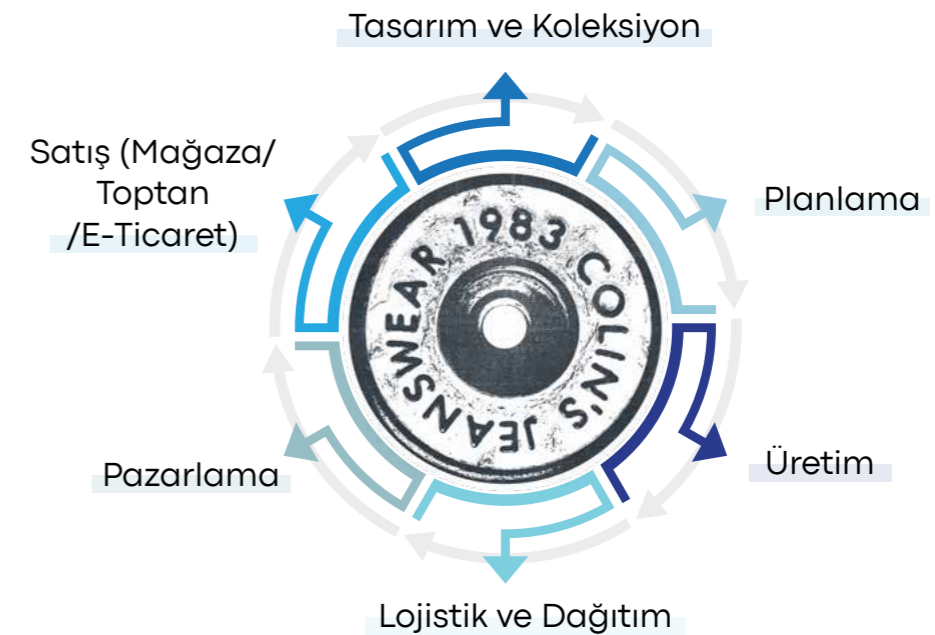 Tasarım ve Koleksiyon
Planlama
Üretim
Lojistik ve Dağıtım
Pazarlama
Satış (Mağaza/
Toptan
/E-Ticaret)
COLIN'S JEANSWEAR 1983